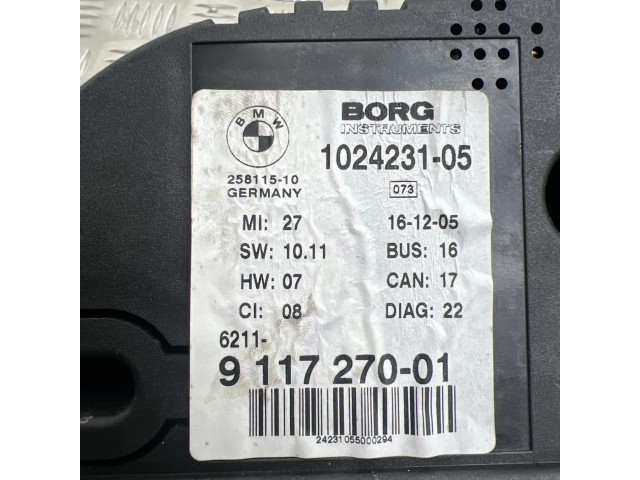 BMW BORG
INSTRUMENTS
1024231-05
258115-10
GERMANY 073
MI: 27 16-12-05
SW: 10.11 BUS: 16
HW: 07 CAN: 17
CI: 08 DIAG: 22
6211-
9 117 270-01
24231055000294